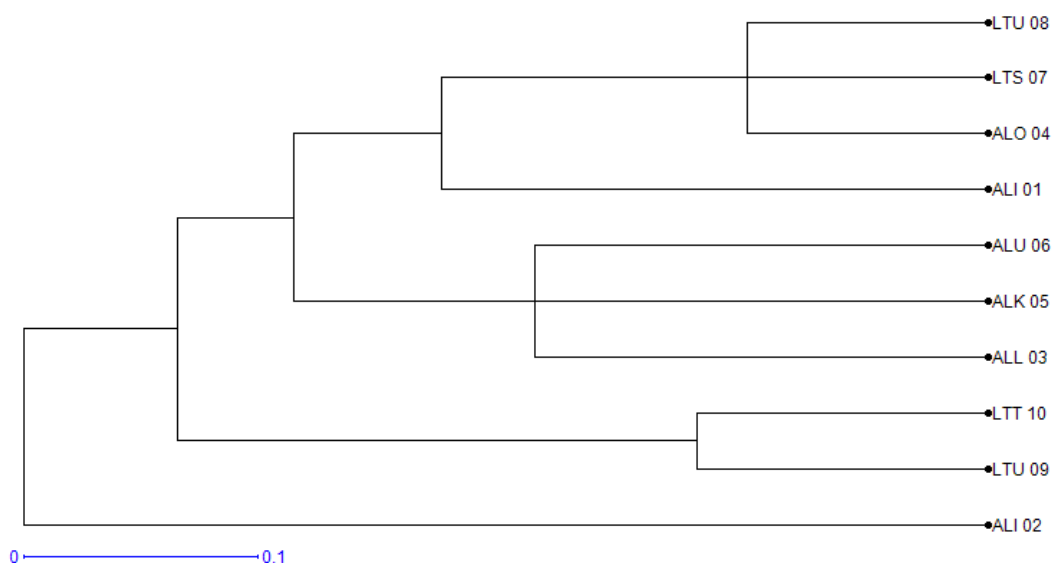 LTU 08
LTS 07
ALO 04
ALI 01
ALU 06
ALK 05
ALL 03
LTT 10
LTU 09
ALI 02
0 0.1